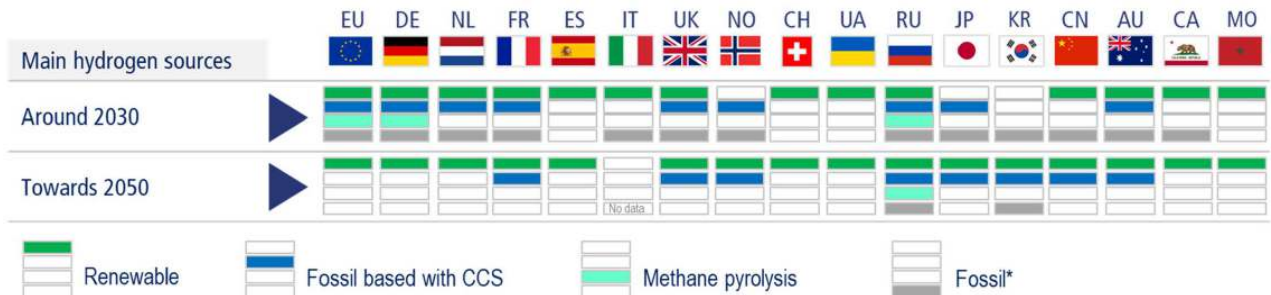 EU DE NL FR ES IT UK NO CH UA RU JP KR CN AU CA MO
Main hydrogen sources
Around 2030
Towards 2050
No data
Renewable
Fossil based with CCS
Methane pyrolysis
Fossil*